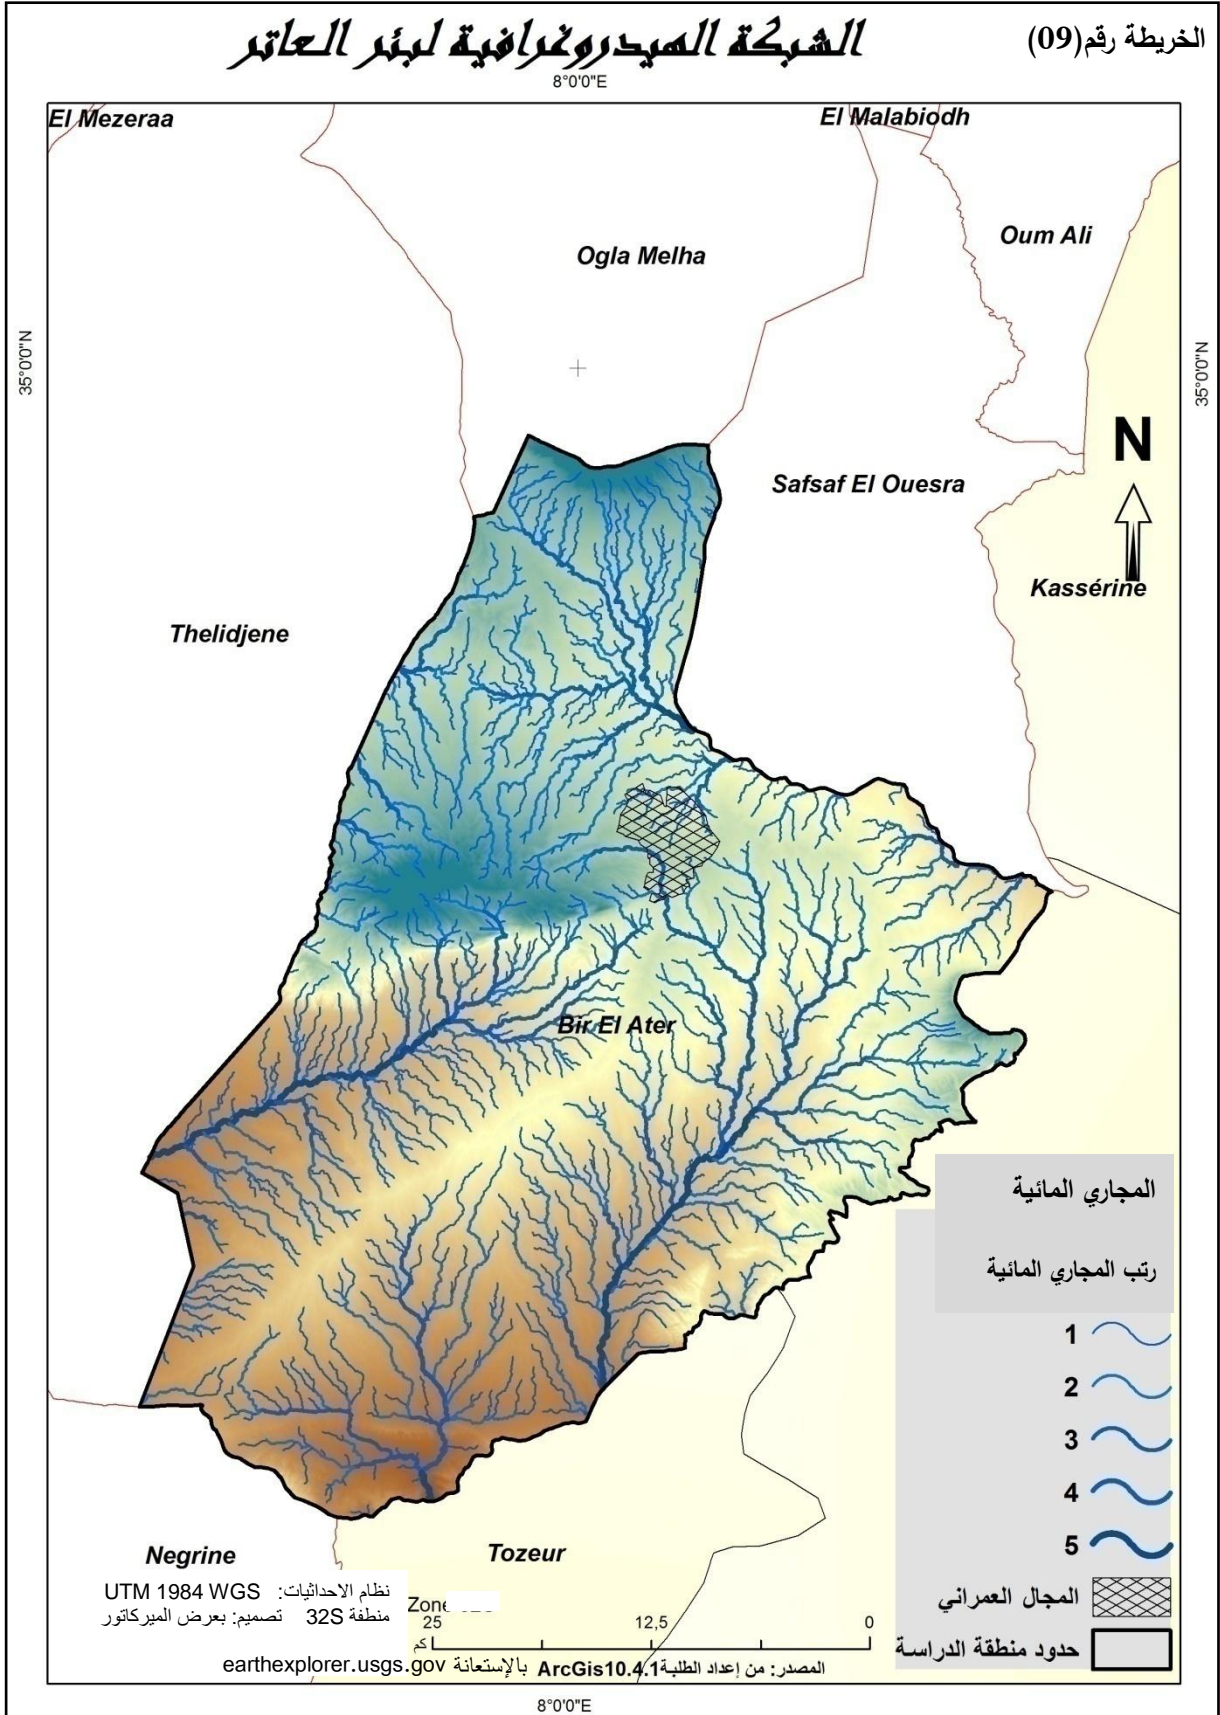 الخريطة رقم(09)
الشبكة الهيدروغرافية لبئر العاتر
8°0'0"E
El Mezeraa
El Malabiodh
Oum Ali
Ogla Melha
35°0'0"N
35°0'0"N
N
Safsaf El Ouesra
Kassérine
Thelidjene
Bir El Ater
المجاري المائية
رتب المجاري المائية
1
2
3
4
5
المجال العمراني
حدود منطقة الدراسة
Negrine
Tozeur
نظام الاحداثيات: UTM 1984 WGS
منطقة 32S تصميم: بعرض الميركاتور
Zone
25 12,5 0
كم
المصدر: من إعداد الطلبة ArcGis10.4.1 بالإستعانة earthexplorer.usgs.gov
8°0'0"E